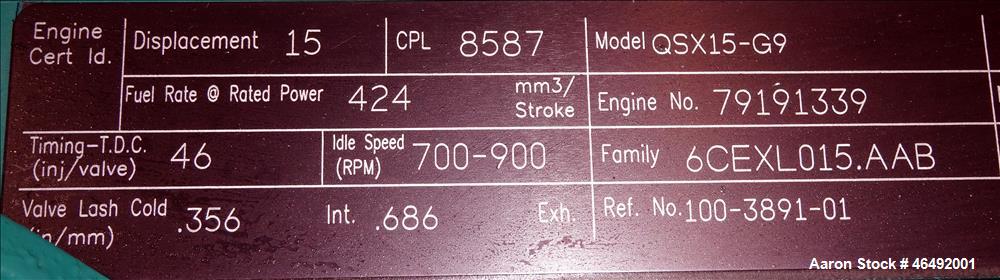 Engine Cert Id.
Displacement 15
CPL 8587
Model QSX15-G9
Fuel Rate @ Rated Power 424 mm3/Stroke
Engine No. 79191339
Timing-T.D.C. (inj/valve) 46
Idle Speed (RPM) 700-900
Family 6CEXL015.AAB
Valve Lash Cold (in/mm) .356 Int. .686 Exh.
Ref. No. 100-3891-01
Aaron Stock # 46492001